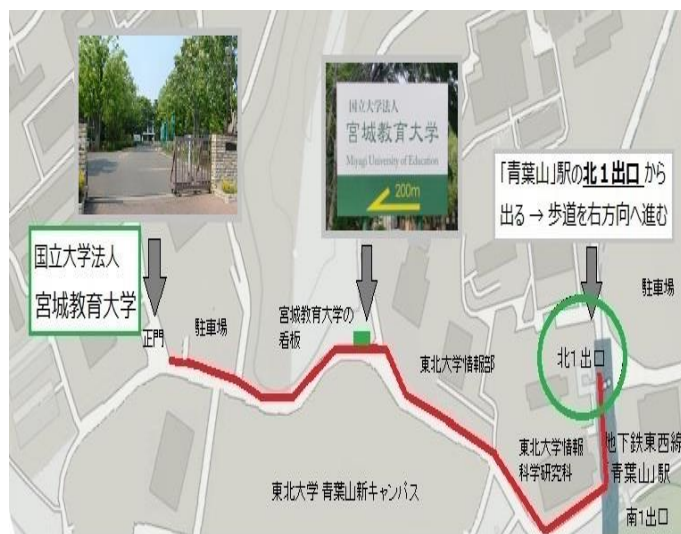 国立大学法人
宮城教育大学
Miyagi University of Education
200m
「青葉山」駅の北1出口 から
出る → 歩道を右方向へ進む
国立大学法人
宮城教育大学
正門
駐車場
宮城教育大学の
看板
東北大学情報部
北1出口
駐車場
東北大学情報
科学研究科
地下鉄東西線
「青葉山」駅
南1出口
東北大学 青葉山新キャンパス